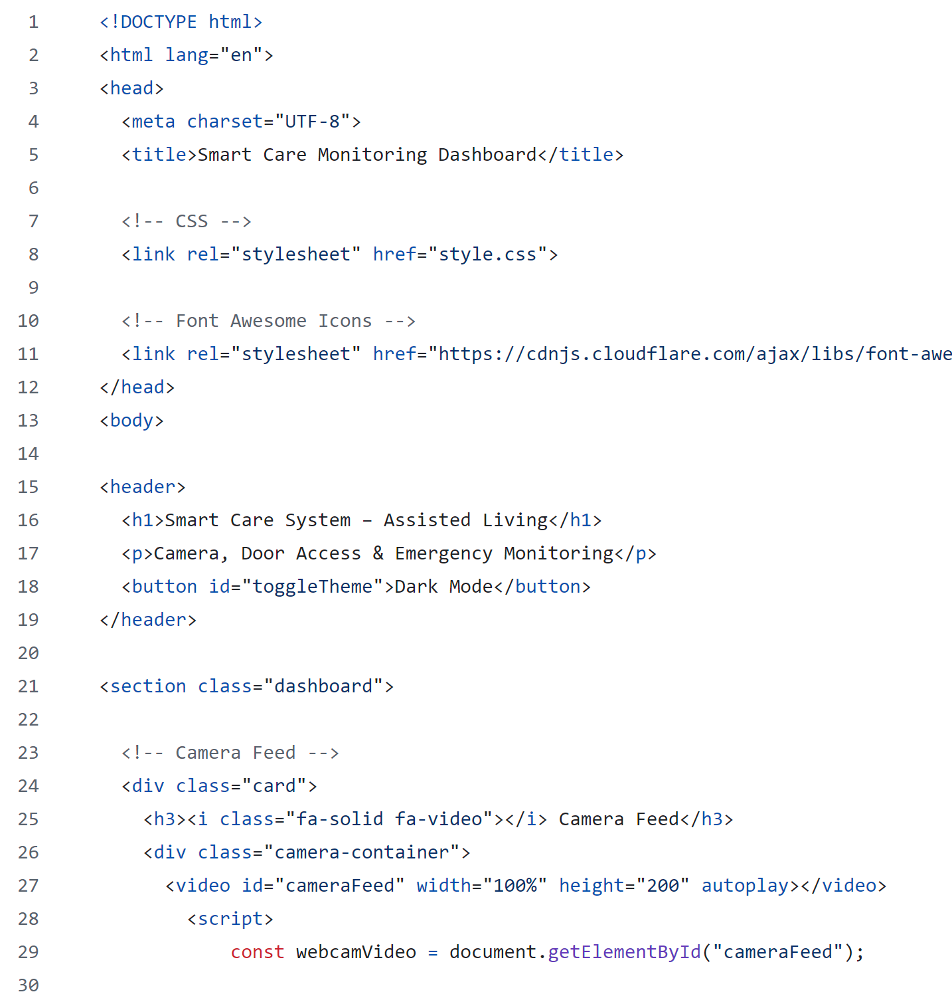 1 <!DOCTYPE html>
2 <html lang="en">
3 <head>
4 <meta charset="UTF-8">
5 <title>Smart Care Monitoring Dashboard</title>
6
7 <!-- CSS -->
8 <link rel="stylesheet" href="style.css">
9
10 <!-- Font Awesome Icons -->
11 <link rel="stylesheet" href="https://cdnjs.cloudflare.com/ajax/libs/font-awe
12 </head>
13 <body>
14
15 <header>
16 <h1>Smart Care System – Assisted Living</h1>
17 <p>Camera, Door Access & Emergency Monitoring</p>
18 <button id="toggleTheme">Dark Mode</button>
19 </header>
20
21 <section class="dashboard">
22
23 <!-- Camera Feed -->
24 <div class="card">
25 <h3><i class="fa-solid fa-video"></i> Camera Feed</h3>
26 <div class="camera-container">
27 <video id="cameraFeed" width="100%" height="200" autoplay></video>
28 <script>
29 const webcamVideo = document.getElementById("cameraFeed");
30